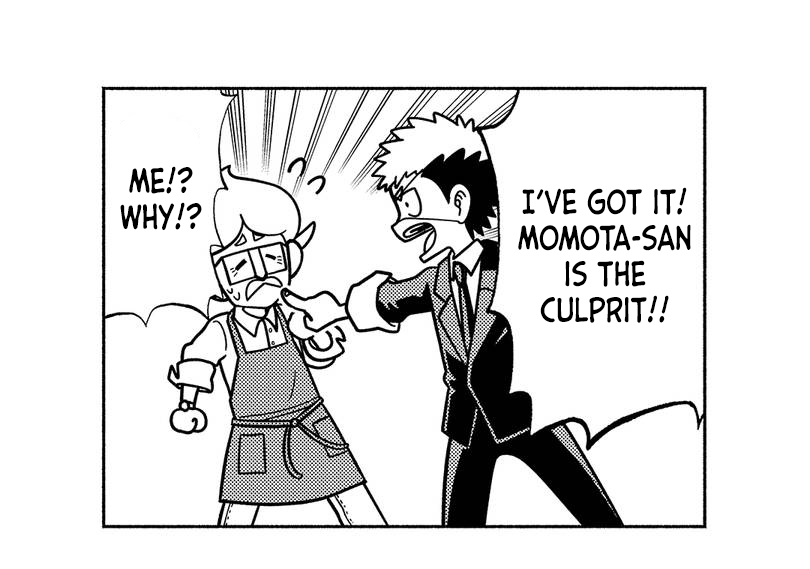 I'VE GOT IT!
MOMOTA-SAN
IS THE
CULPRIT!!
ME!?
WHY!?